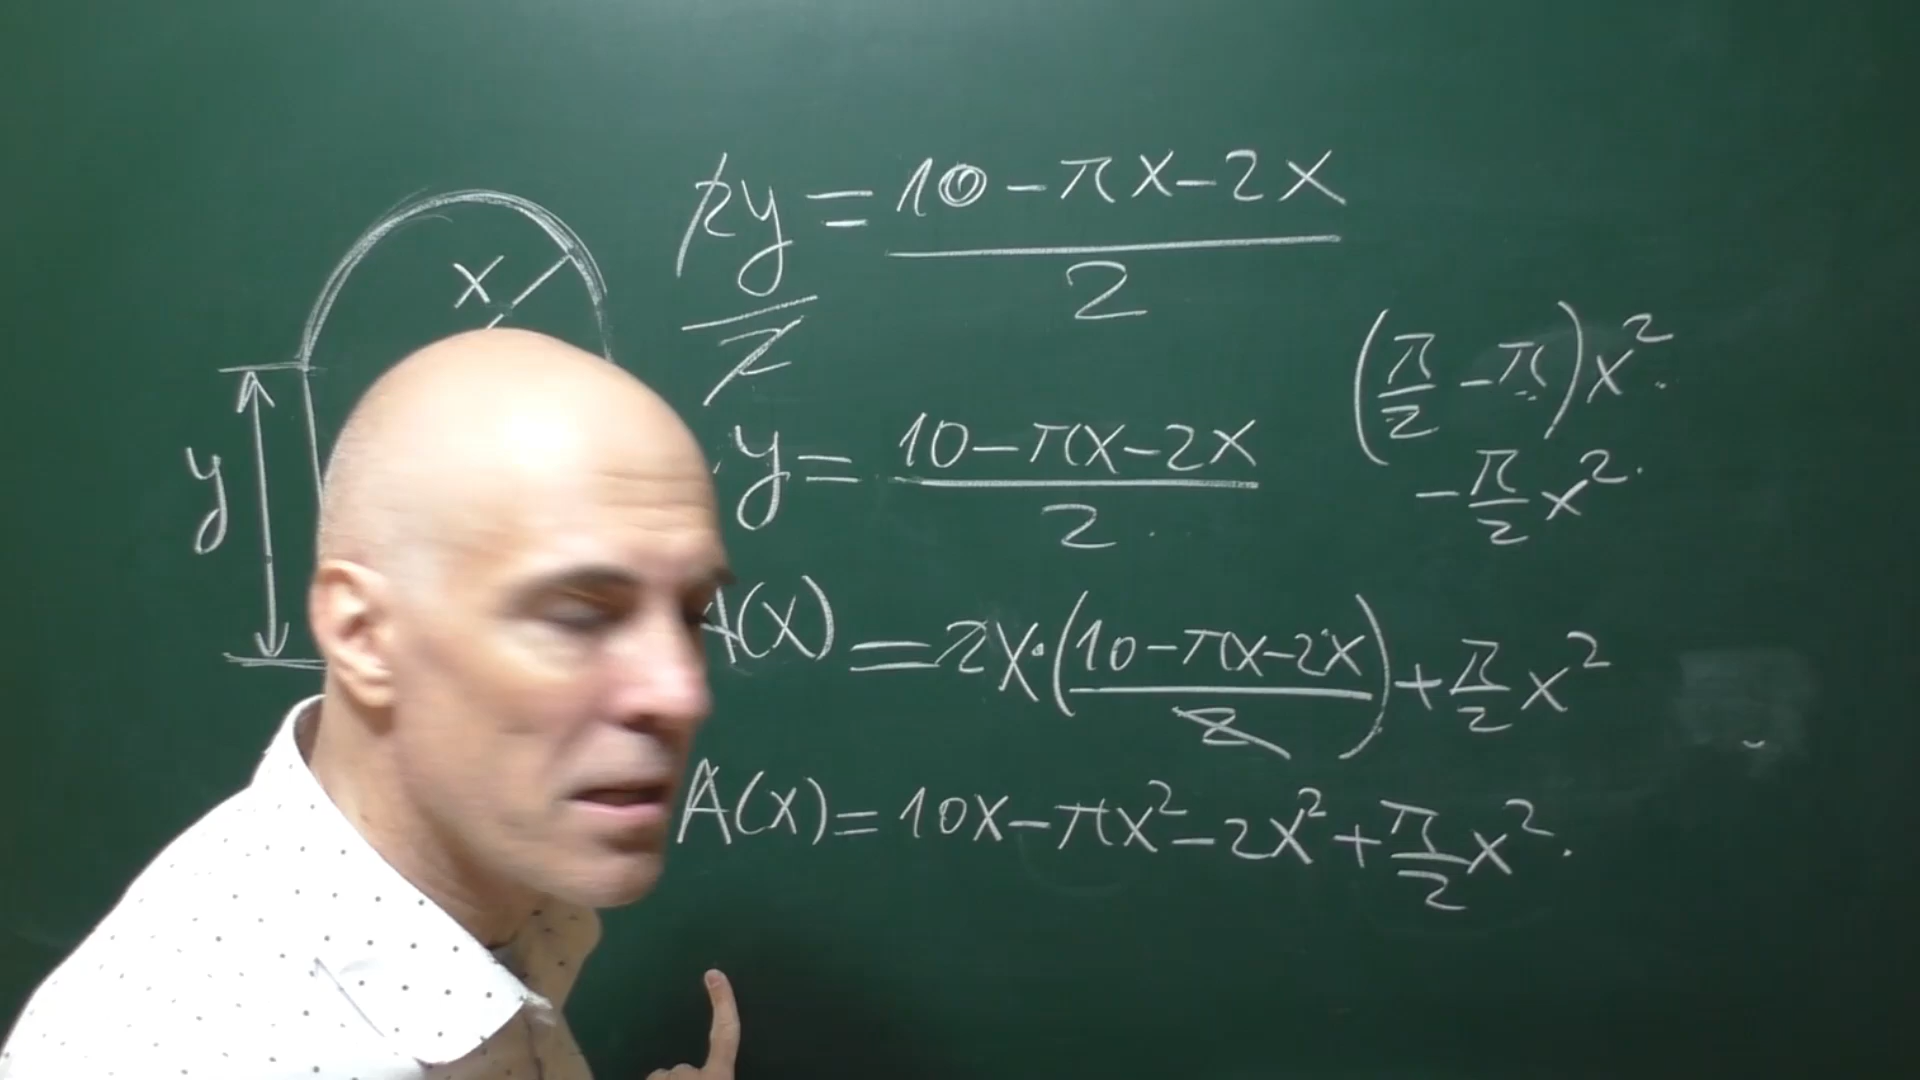 x
y
2y/2 = (10-πx-2x)/2
y = (10-πx-2x)/2
(π/2 - π)x²
-π/2 x²
A(x) = 2x·((10-πx-2x)/2) + π/2 x²
A(x) = 10x-πx²-2x²+π/2 x².